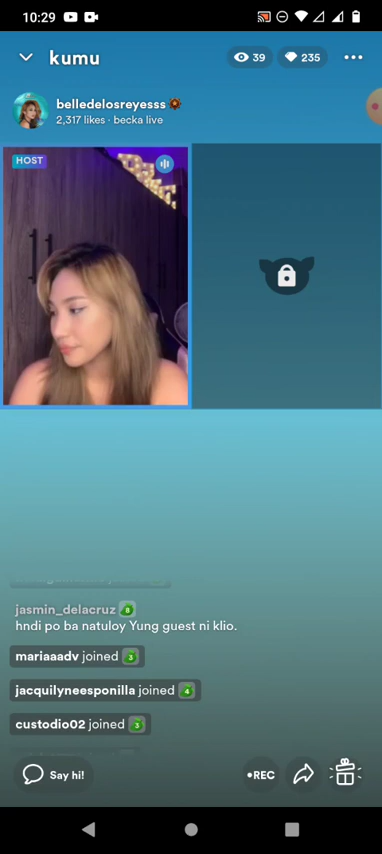 10:29
kumu
39
235
belledelosreyesss
2,317 likes · becka live
HOST
jasmin_delacruz 8
hndi po ba natuloy Yung guest ni klio.
mariaaadv joined 3
jacquilyneesponilla joined 4
custodio02 joined 3
Say hi!
•REC